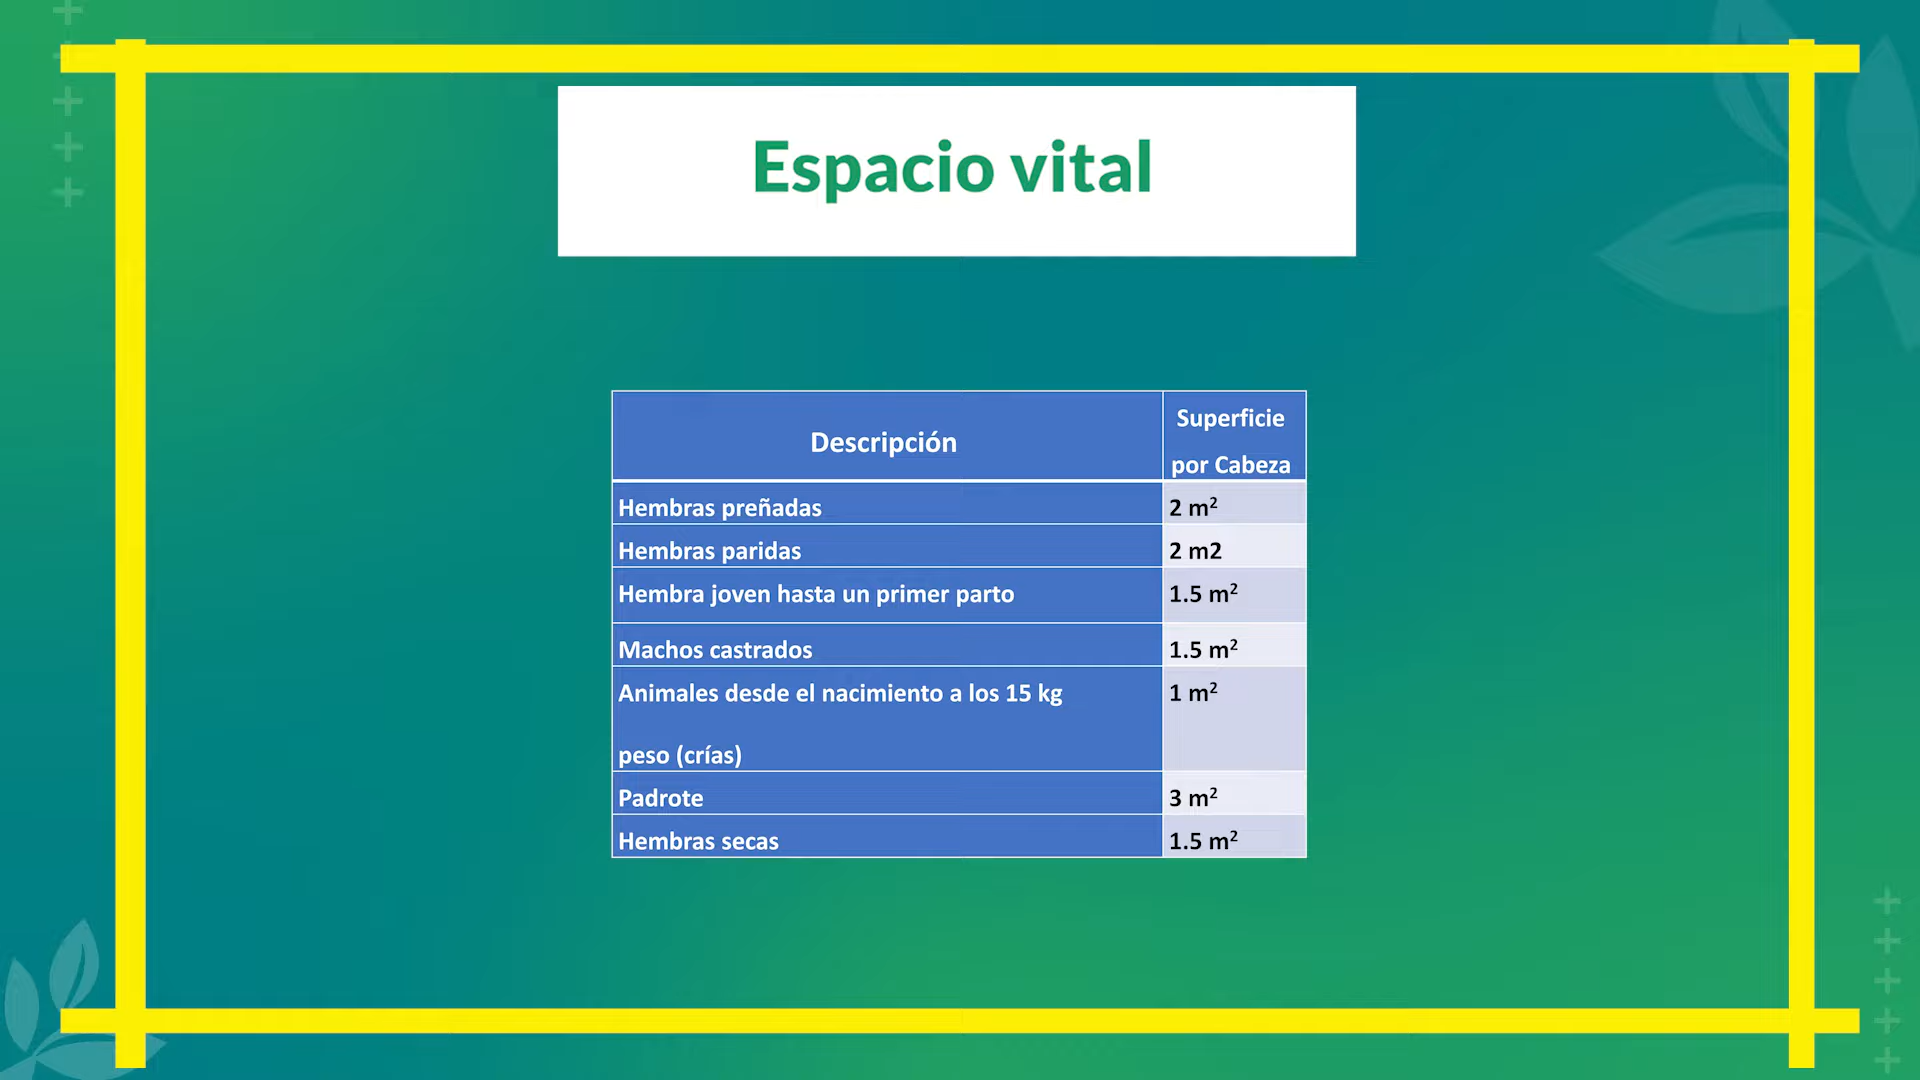 Espacio vital
Descripción
Superficie
por Cabeza
Hembras preñadas
2 m²
Hembras paridas
2 m2
Hembra joven hasta un primer parto
1.5 m²
Machos castrados
1.5 m²
Animales desde el nacimiento a los 15 kg
peso (crías)
1 m²
Padrote
3 m²
Hembras secas
1.5 m²